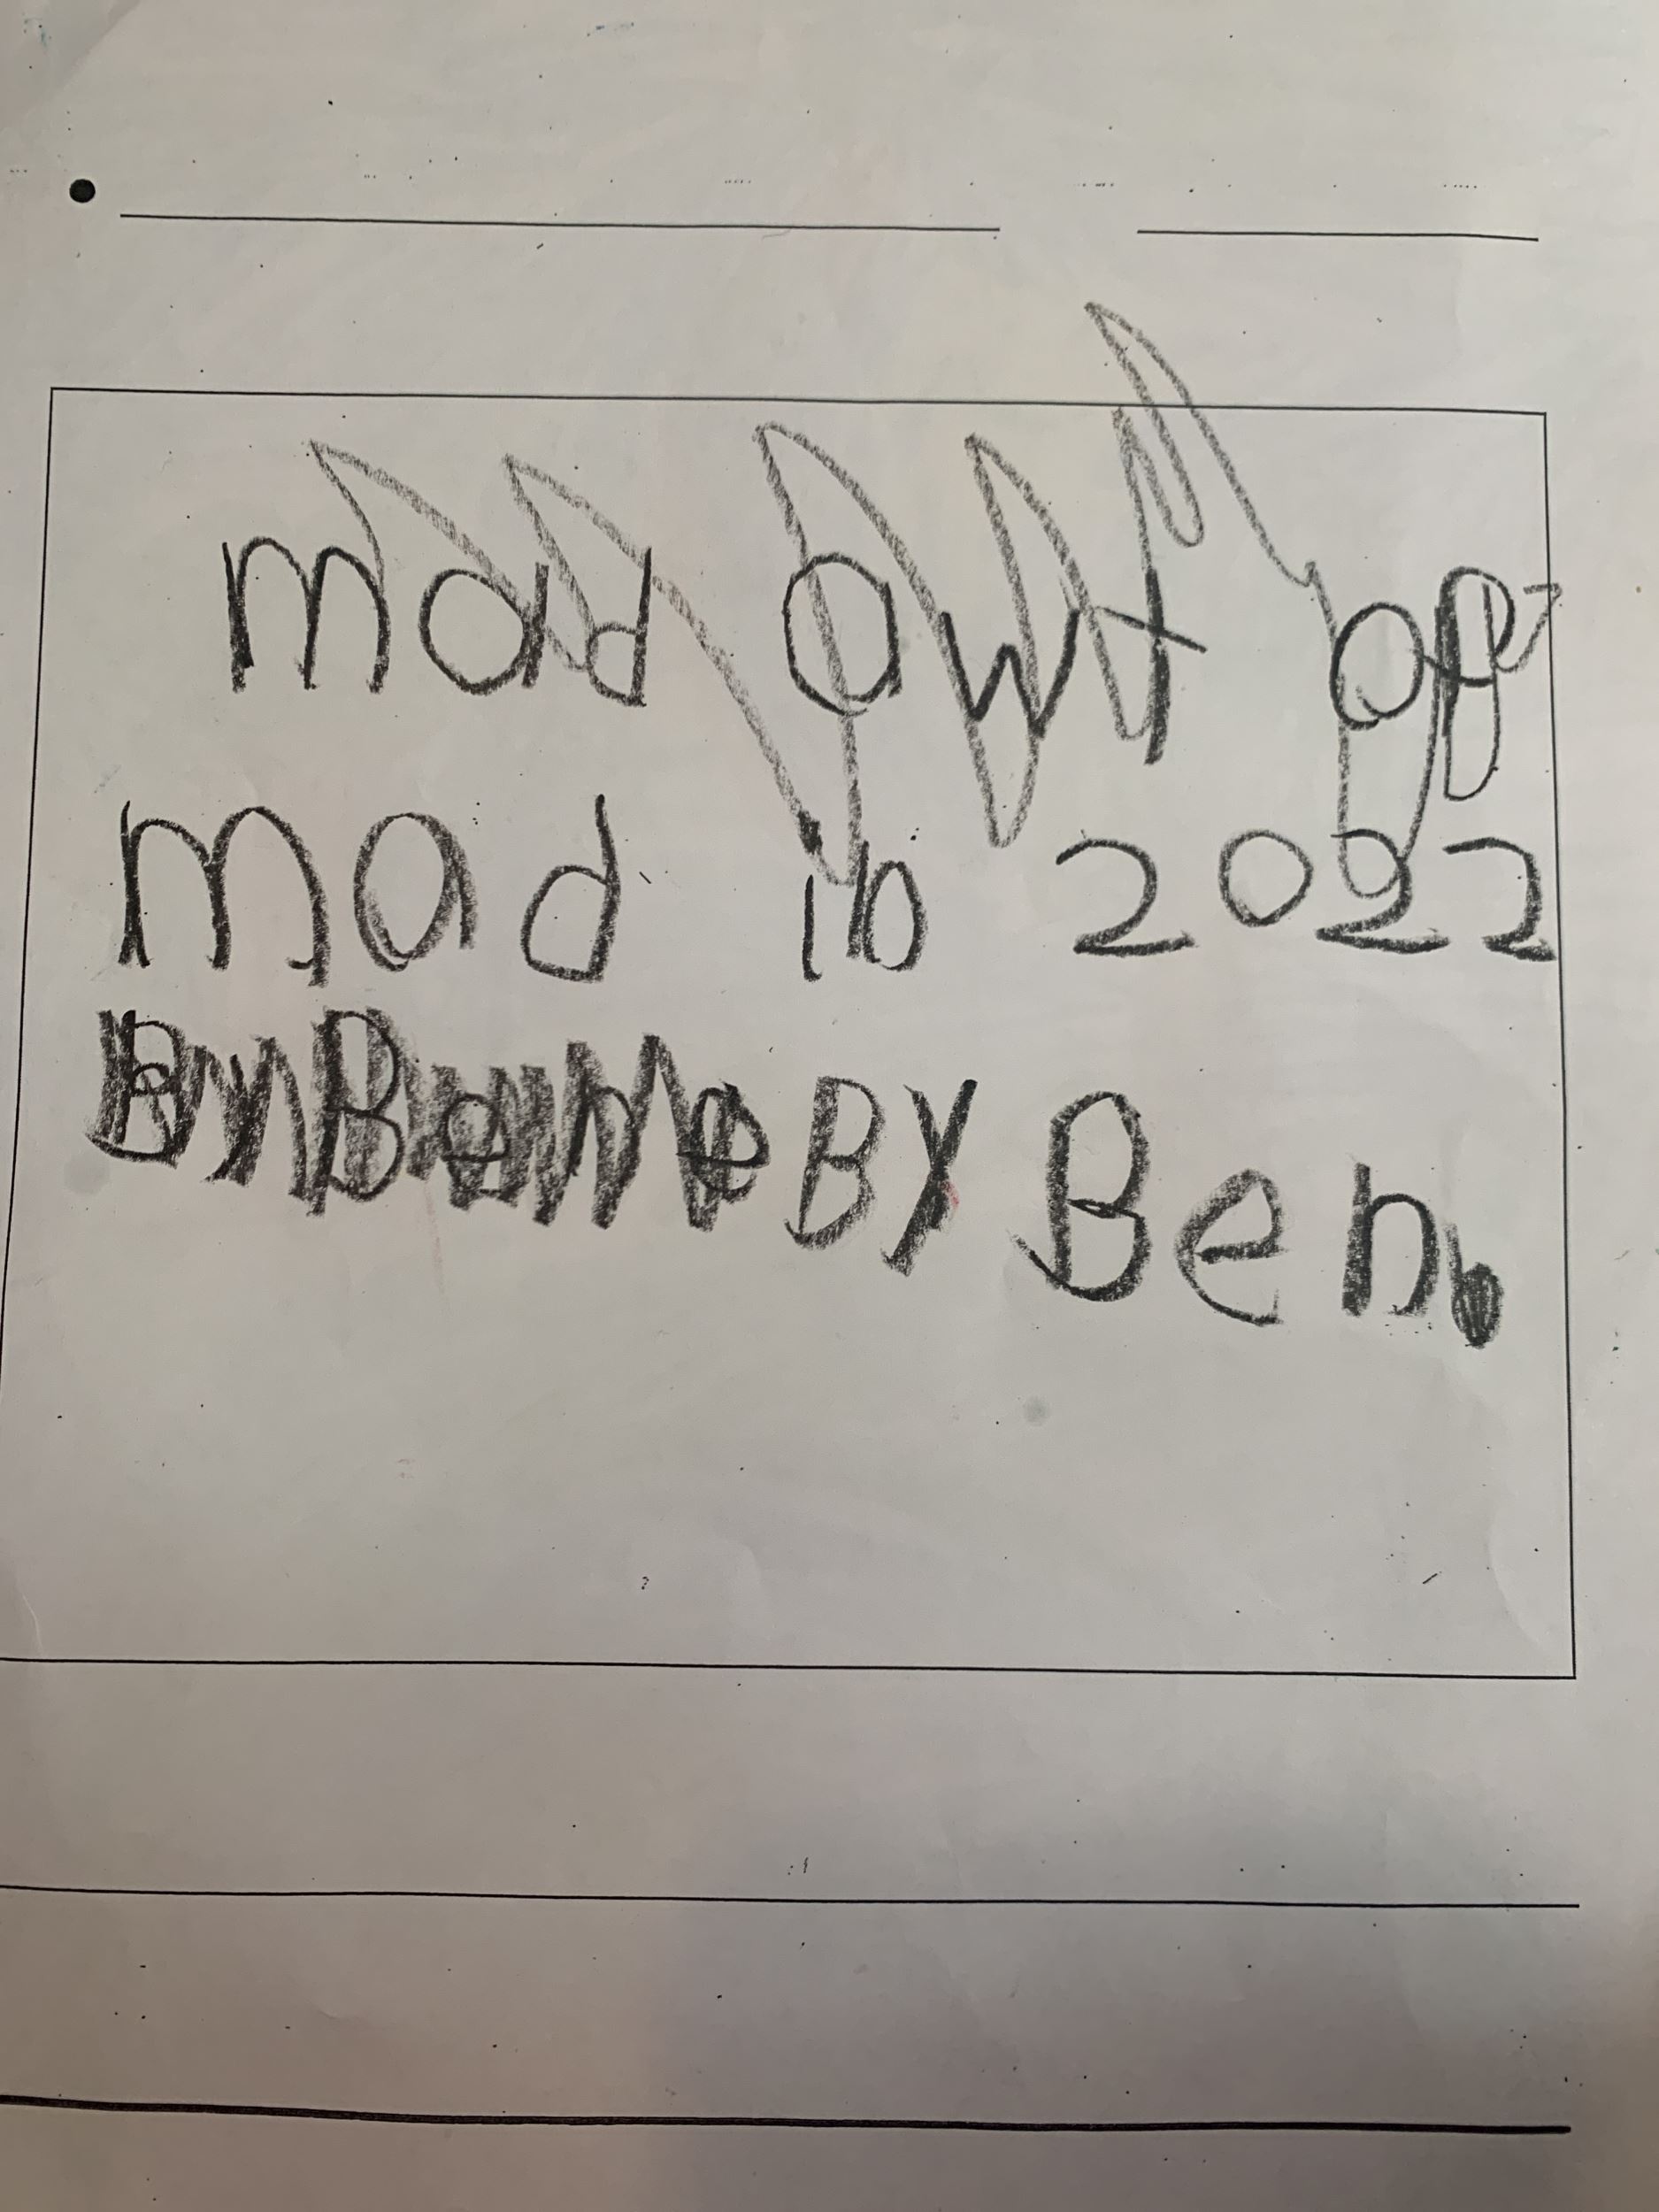 mad awt of
mad in 2022
By Ben